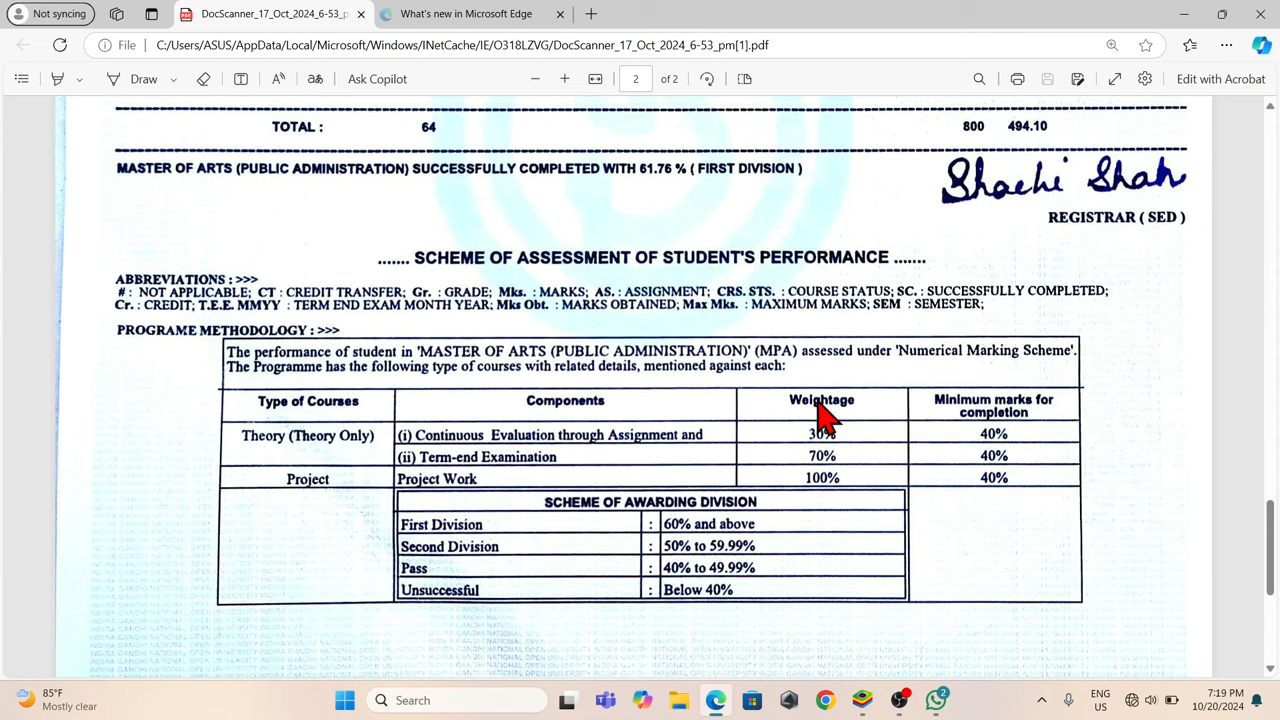 Not syncing
DocScanner_17_Oct_2024_6-53_p
What's new in Microsoft Edge
File
C:/Users/ASUS/AppData/Local/Microsoft/Windows/INetCache/IE/O318LZVG/DocScanner_17_Oct_2024_6-53_pm[1].pdf
Draw
Ask Copilot
2 of 2
Edit with Acrobat
TOTAL : 64 800 494.10
MASTER OF ARTS (PUBLIC ADMINISTRATION) SUCCESSFULLY COMPLETED WITH 61.76 % ( FIRST DIVISION )
Shachi Shah
REGISTRAR ( SED )
....... SCHEME OF ASSESSMENT OF STUDENT'S PERFORMANCE .......
ABBREVIATIONS : >>>
# : NOT APPLICABLE; CT : CREDIT TRANSFER; Gr. : GRADE; Mks. : MARKS; AS. : ASSIGNMENT; CRS. STS. : COURSE STATUS; SC. : SUCCESSFULLY COMPLETED;
Cr. : CREDIT; T.E.E. MMYY : TERM END EXAM MONTH YEAR; Mks Obt. : MARKS OBTAINED; Max Mks. : MAXIMUM MARKS; SEM : SEMESTER;
PROGRAME METHODOLOGY : >>>
The performance of student in 'MASTER OF ARTS (PUBLIC ADMINISTRATION)' (MPA) assessed under 'Numerical Marking Scheme'.
The Programme has the following type of courses with related details, mentioned against each:
Type of Courses Components Weightage Minimum marks for
completion
Theory (Theory Only) (i) Continuous Evaluation through Assignment and 30% 40%
(ii) Term-end Examination 70% 40%
Project Project Work 100% 40%
SCHEME OF AWARDING DIVISION
First Division : 60% and above
Second Division : 50% to 59.99%
Pass : 40% to 49.99%
Unsuccessful : Below 40%
85°F
Mostly clear
Search
2
ENG
US
7:19 PM
10/20/2024